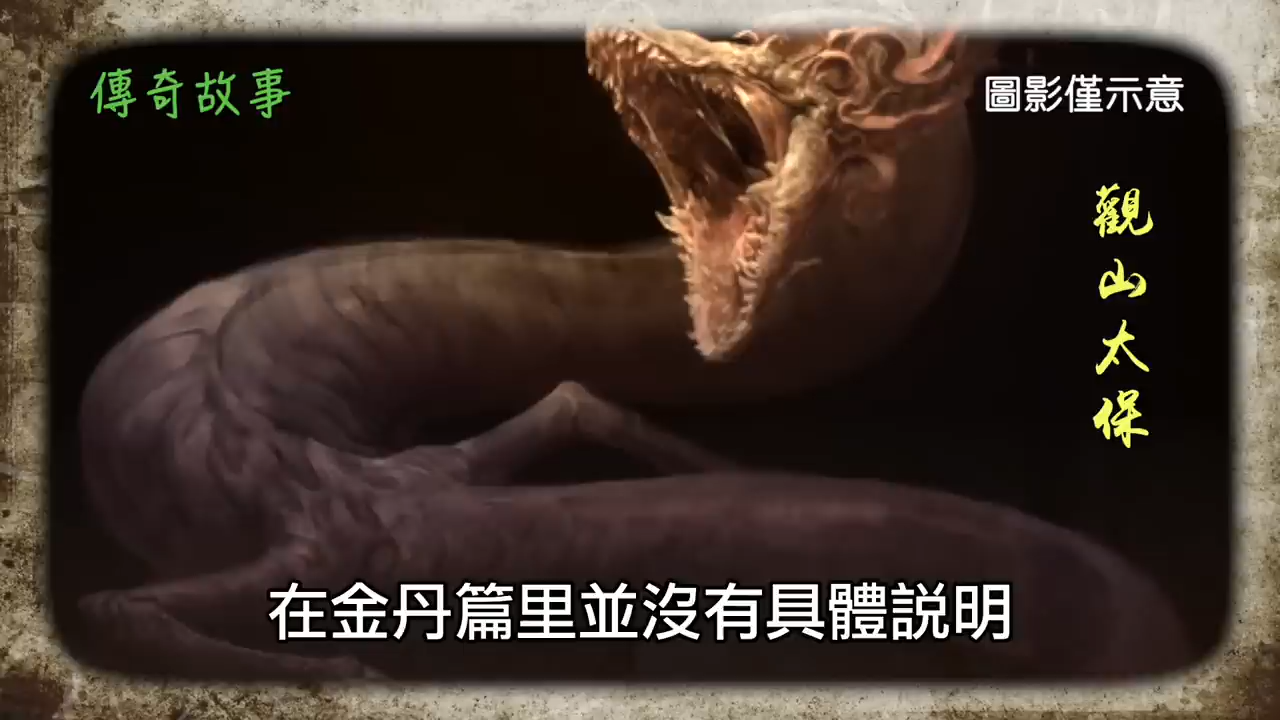 傳奇故事
圖影僅示意
觀山太保
在金丹篇里並沒有具體説明